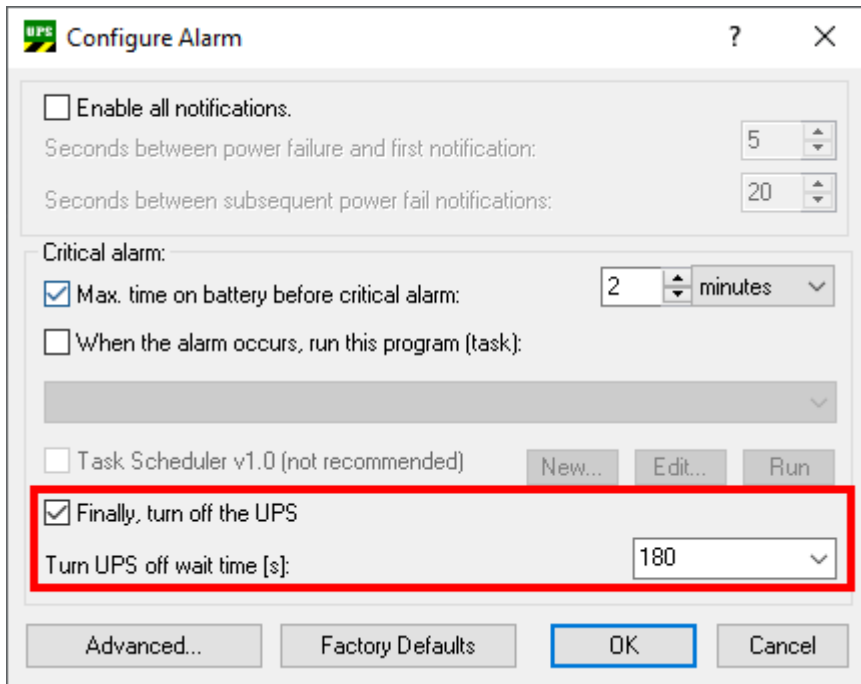 UPS
Configure Alarm
?
Enable all notifications.
Seconds between power failure and first notification:
5
Seconds between subsequent power fail notifications:
20
Critical alarm:
Max. time on battery before critical alarm:
2
minutes
When the alarm occurs, run this program (task):
Task Scheduler v1.0 (not recommended)
New...
Edit...
Run
Finally, turn off the UPS
Turn UPS off wait time [s]:
180
Advanced...
Factory Defaults
OK
Cancel